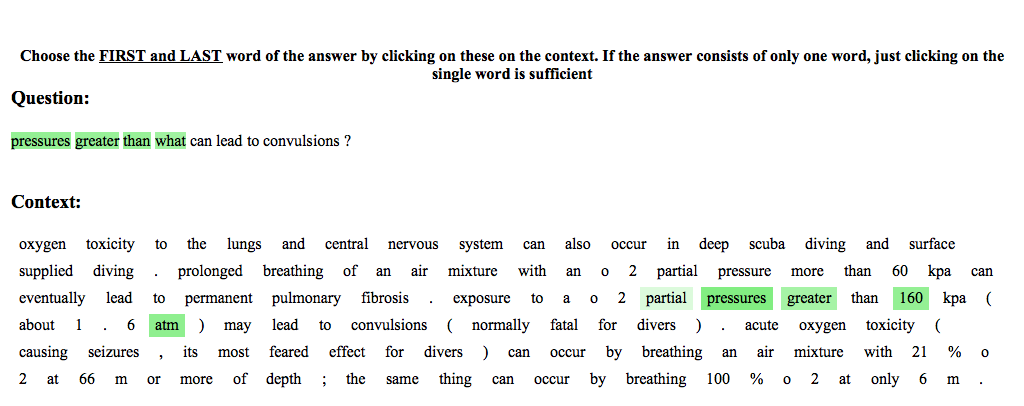 Choose the FIRST and LAST word of the answer by clicking on these on the context. If the answer consists of only one word, just clicking on the
single word is sufficient
Question:
pressures greater than what can lead to convulsions ?
Context:
oxygen toxicity to the lungs and central nervous system can also occur in deep scuba diving and surface
supplied diving . prolonged breathing of an air mixture with an o 2 partial pressure more than 60 kpa can
eventually lead to permanent pulmonary fibrosis . exposure to a o 2 partial pressures greater than 160 kpa (
about 1 . 6 atm ) may lead to convulsions ( normally fatal for divers ) . acute oxygen toxicity (
causing seizures , its most feared effect for divers ) can occur by breathing an air mixture with 21 % o
2 at 66 m or more of depth ; the same thing can occur by breathing 100 % o 2 at only 6 m .